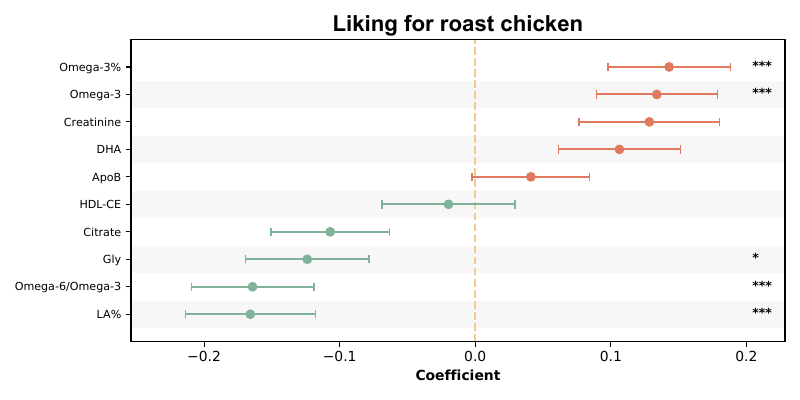 Liking for roast chicken
Omega-3% ***
Omega-3 ***
Creatinine
DHA
ApoB
HDL-CE
Citrate
Gly *
Omega-6/Omega-3 ***
LA% ***
−0.2 −0.1 0.0 0.1 0.2
Coefficient